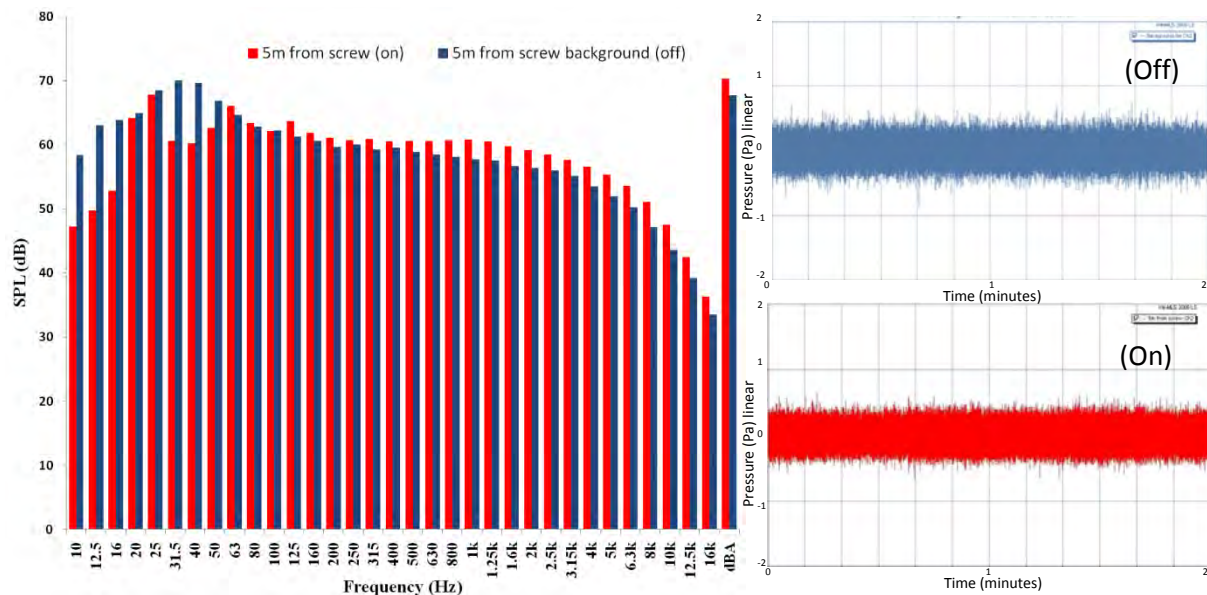 80
70
60
50
40
30
20
10
0
SPL (dB)
5m from screw (on)
5m from screw background (off)
10 12.5 16 20 25 31.5 40 50 63 80 100 125 160 200 250 315 400 500 630 800 1k 1.25k 1.6k 2k 2.5k 3.15k 4k 5k 6.3k 8k 10k 12.5k 16k dBA
Frequency (Hz)
(Off)
Pressure (Pa) linear
2
1
0
-1
-2
0 1 2
Time (minutes)
(On)
Pressure (Pa) linear
2
1
0
-1
-2
0 1 2
Time (minutes)